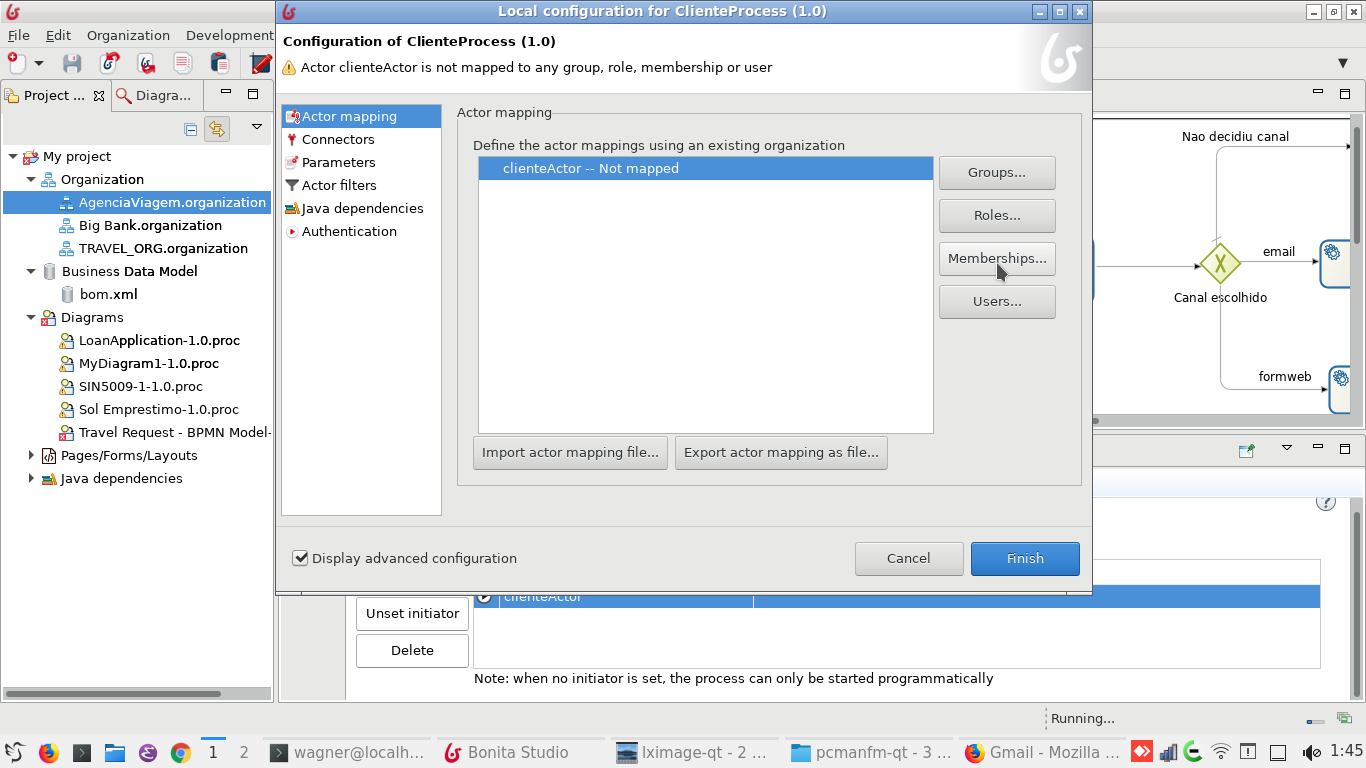 Local configuration for ClienteProcess (1.0)
File Edit Organization Development
Configuration of ClienteProcess (1.0)
Actor clienteActor is not mapped to any group, role, membership or user
Project ...
Diagra...
My project
Organization
AgenciaViagem.organization
Big Bank.organization
TRAVEL_ORG.organization
Business Data Model
bom.xml
Diagrams
LoanApplication-1.0.proc
MyDiagram1-1.0.proc
SIN5009-1-1.0.proc
Sol Emprestimo-1.0.proc
Travel Request - BPMN Model-
Pages/Forms/Layouts
Java dependencies
Actor mapping
Connectors
Parameters
Actor filters
Java dependencies
Authentication
Actor mapping
Define the actor mappings using an existing organization
clienteActor -- Not mapped
Groups...
Roles...
Memberships...
Users...
Import actor mapping file...
Export actor mapping as file...
Display advanced configuration
Cancel
Finish
Nao decidiu canal
email
Canal escolhido
formweb
clienteActor
Unset initiator
Delete
Note: when no initiator is set, the process can only be started programmatically
Running...
1
2
wagner@localh...
Bonita Studio
lximage-qt - 2 ...
pcmanfm-qt - 3 ...
Gmail - Mozilla ...
1:45